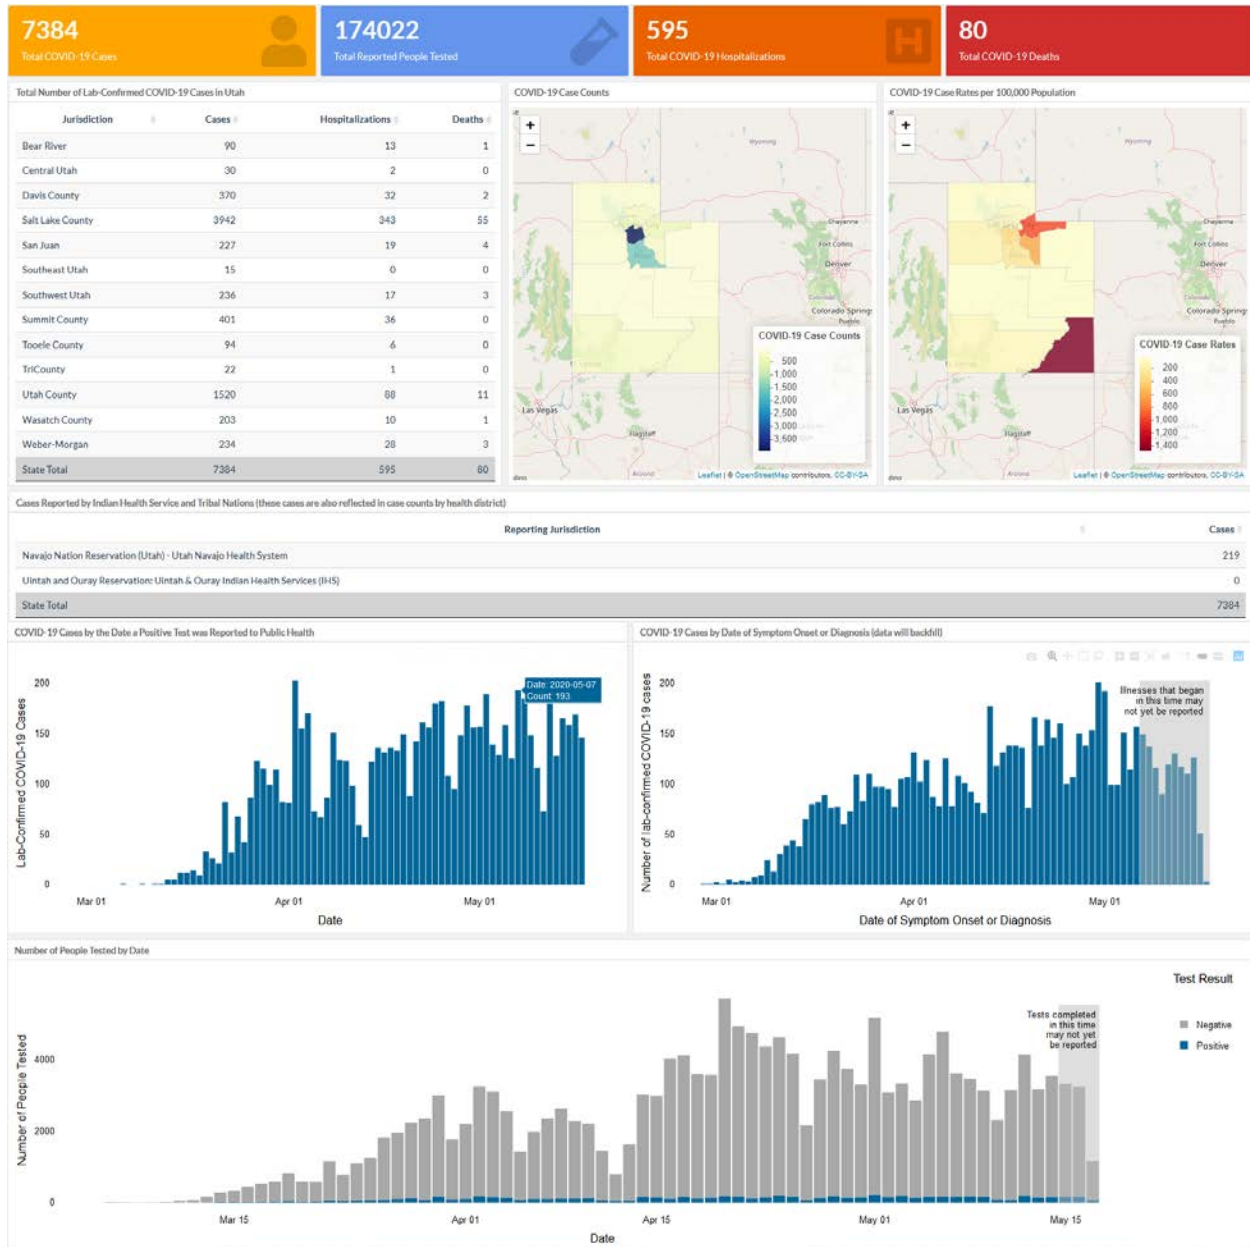 7384
Total COVID-19 Cases
174022
Total Reported People Tested
595
Total COVID-19 Hospitalizations
80
Total COVID-19 Deaths
Total Number of Lab-Confirmed COVID-19 Cases in Utah
Jurisdiction Cases Hospitalizations Deaths
Bear River 90 13 1
Central Utah 30 2 0
Davis County 370 32 2
Salt Lake County 3942 343 55
San Juan 227 19 4
Southeast Utah 15 0 0
Southwest Utah 236 17 3
Summit County 401 36 0
Tooele County 94 6 0
TriCounty 22 1 0
Utah County 1520 88 11
Wasatch County 203 10 1
Weber-Morgan 234 28 3
State Total 7384 595 80
COVID-19 Case Counts
+
−
Wyoming
Cheyenne
Fort Collins
Denver
Colorado
Colorado Springs
Pueblo
Las Vegas
Flagstaff
Arizona
COVID-19 Case Counts
500
1,000
1,500
2,000
2,500
3,000
3,500
Leaflet | © OpenStreetMap contributors, CC-BY-SA
COVID-19 Case Rates per 100,000 Population
+
−
Wyoming
Cheyenne
Fort Collins
Denver
Colorado
Colorado Springs
Pueblo
Las Vegas
Flagstaff
Arizona
COVID-19 Case Rates
200
400
600
800
1,000
1,200
1,400
Leaflet | © OpenStreetMap contributors, CC-BY-SA
Cases Reported by Indian Health Service and Tribal Nations (these cases are also reflected in case counts by health district)
Reporting Jurisdiction Cases
Navajo Nation Reservation (Utah) - Utah Navajo Health System 219
Uintah and Ouray Reservation: Uintah & Ouray Indian Health Services (IHS) 0
State Total 7384
COVID-19 Cases by the Date a Positive Test was Reported to Public Health
Lab-Confirmed COVID-19 Cases
200
150
100
50
0
Date: 2020-05-07
Count: 193
Mar 01 Apr 01 May 01
Date
COVID-19 Cases by Date of Symptom Onset or Diagnosis (data will backfill)
Number of lab-confirmed COVID-19 cases
200
150
100
50
0
Illnesses that began
in this time may
not yet be reported
Mar 01 Apr 01 May 01
Date of Symptom Onset or Diagnosis
Number of People Tested by Date
Number of People Tested
4000
2000
0
Tests completed
in this time
may not yet
be reported
Test Result
Negative
Positive
Mar 15 Apr 01 Apr 15 May 01 May 15
Date